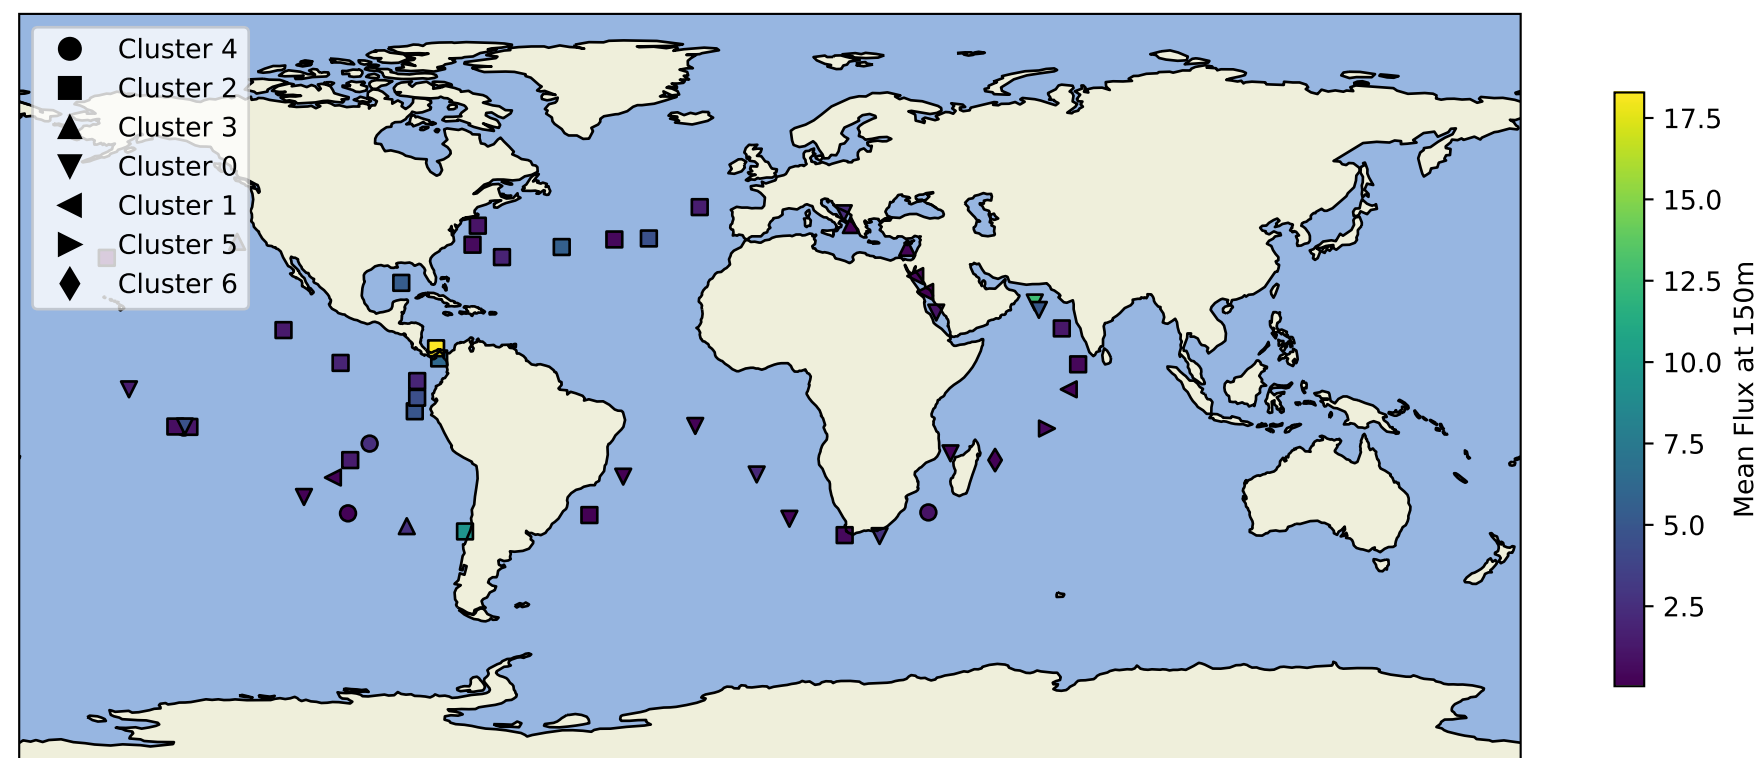 Cluster 4
Cluster 2
Cluster 3
Cluster 0
Cluster 1
Cluster 5
Cluster 6
17.5
15.0
12.5
10.0
7.5
5.0
2.5
Mean Flux at 150m